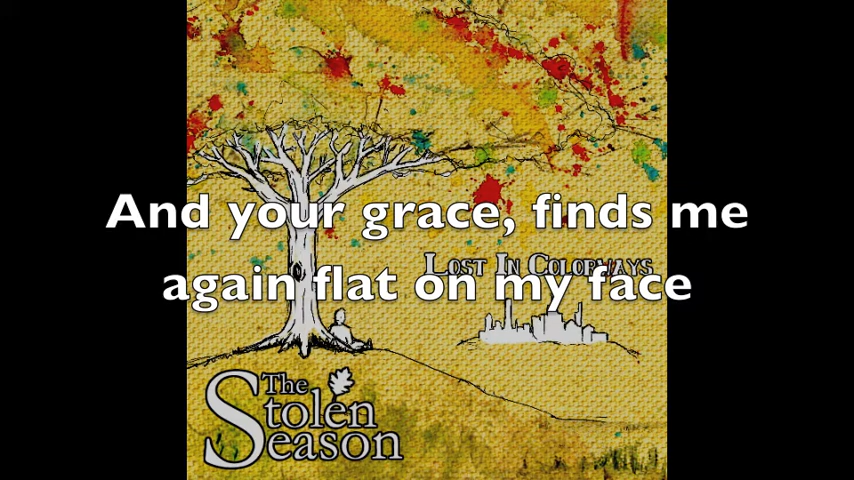 And your grace, finds me
Lost In Colorways
again flat on my face
The
Stolen
Season